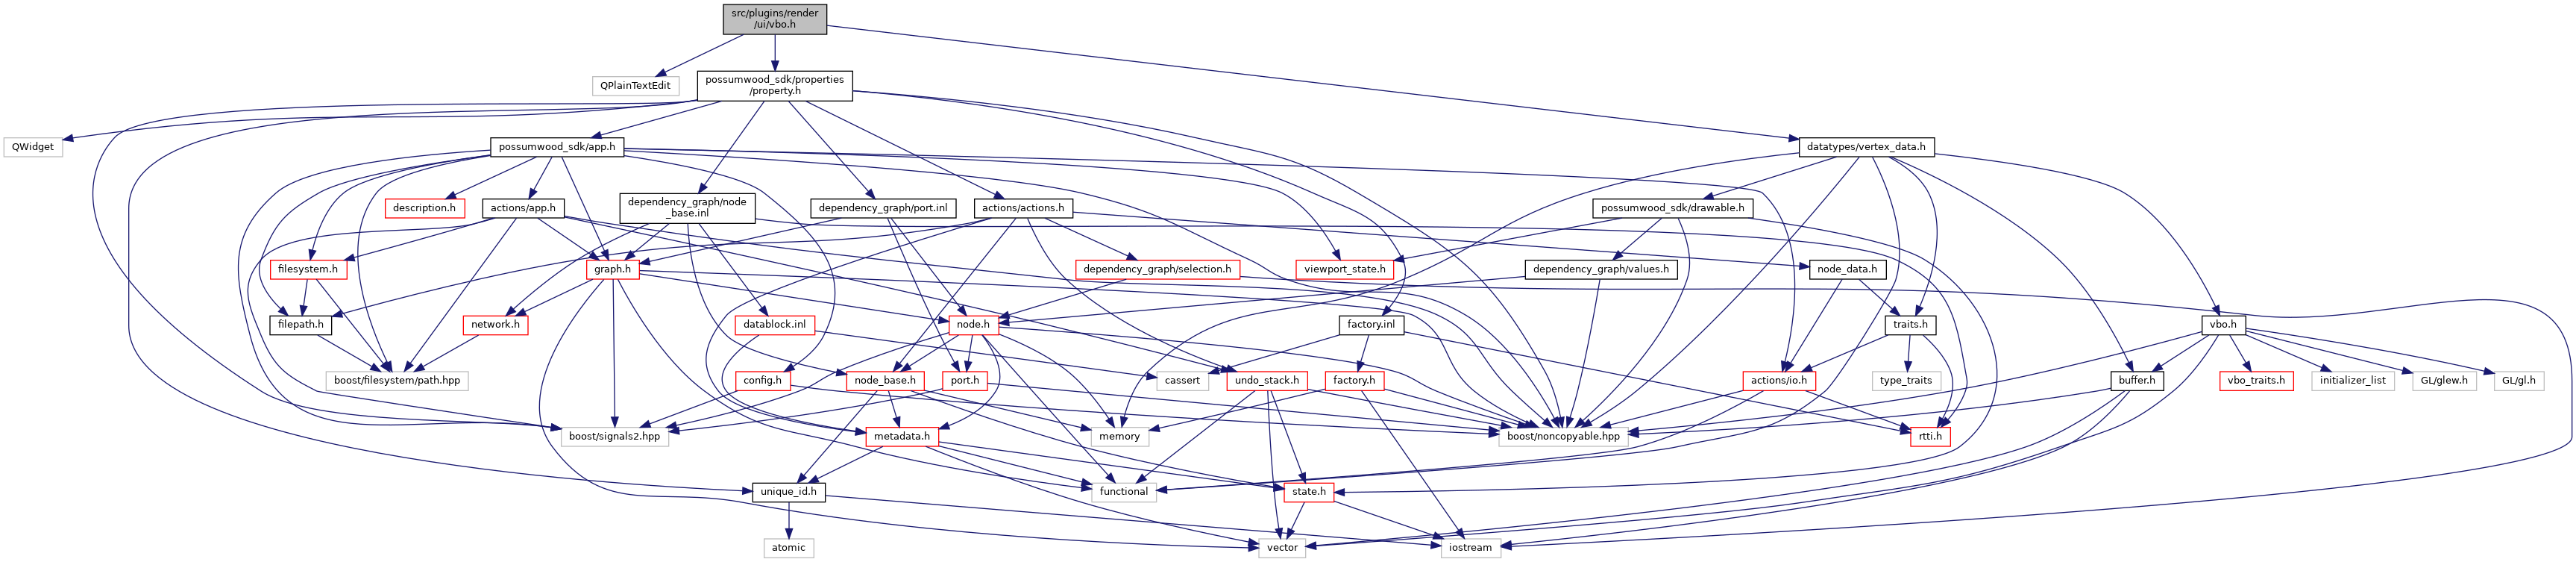 src/plugins/render
/ui/vbo.h
QPlainTextEdit
possumwood_sdk/properties
/property.h
QWidget
possumwood_sdk/app.h
datatypes/vertex_data.h
description.h
actions/app.h
dependency_graph/node
_base.inl
dependency_graph/port.inl
actions/actions.h
possumwood_sdk/drawable.h
filesystem.h
graph.h
dependency_graph/selection.h
viewport_state.h
dependency_graph/values.h
node_data.h
filepath.h
network.h
datablock.inl
node.h
factory.inl
traits.h
vbo.h
boost/filesystem/path.hpp
config.h
node_base.h
port.h
cassert
undo_stack.h
factory.h
actions/io.h
type_traits
buffer.h
vbo_traits.h
initializer_list
GL/glew.h
GL/gl.h
boost/signals2.hpp
metadata.h
memory
boost/noncopyable.hpp
rtti.h
unique_id.h
functional
state.h
atomic
vector
iostream